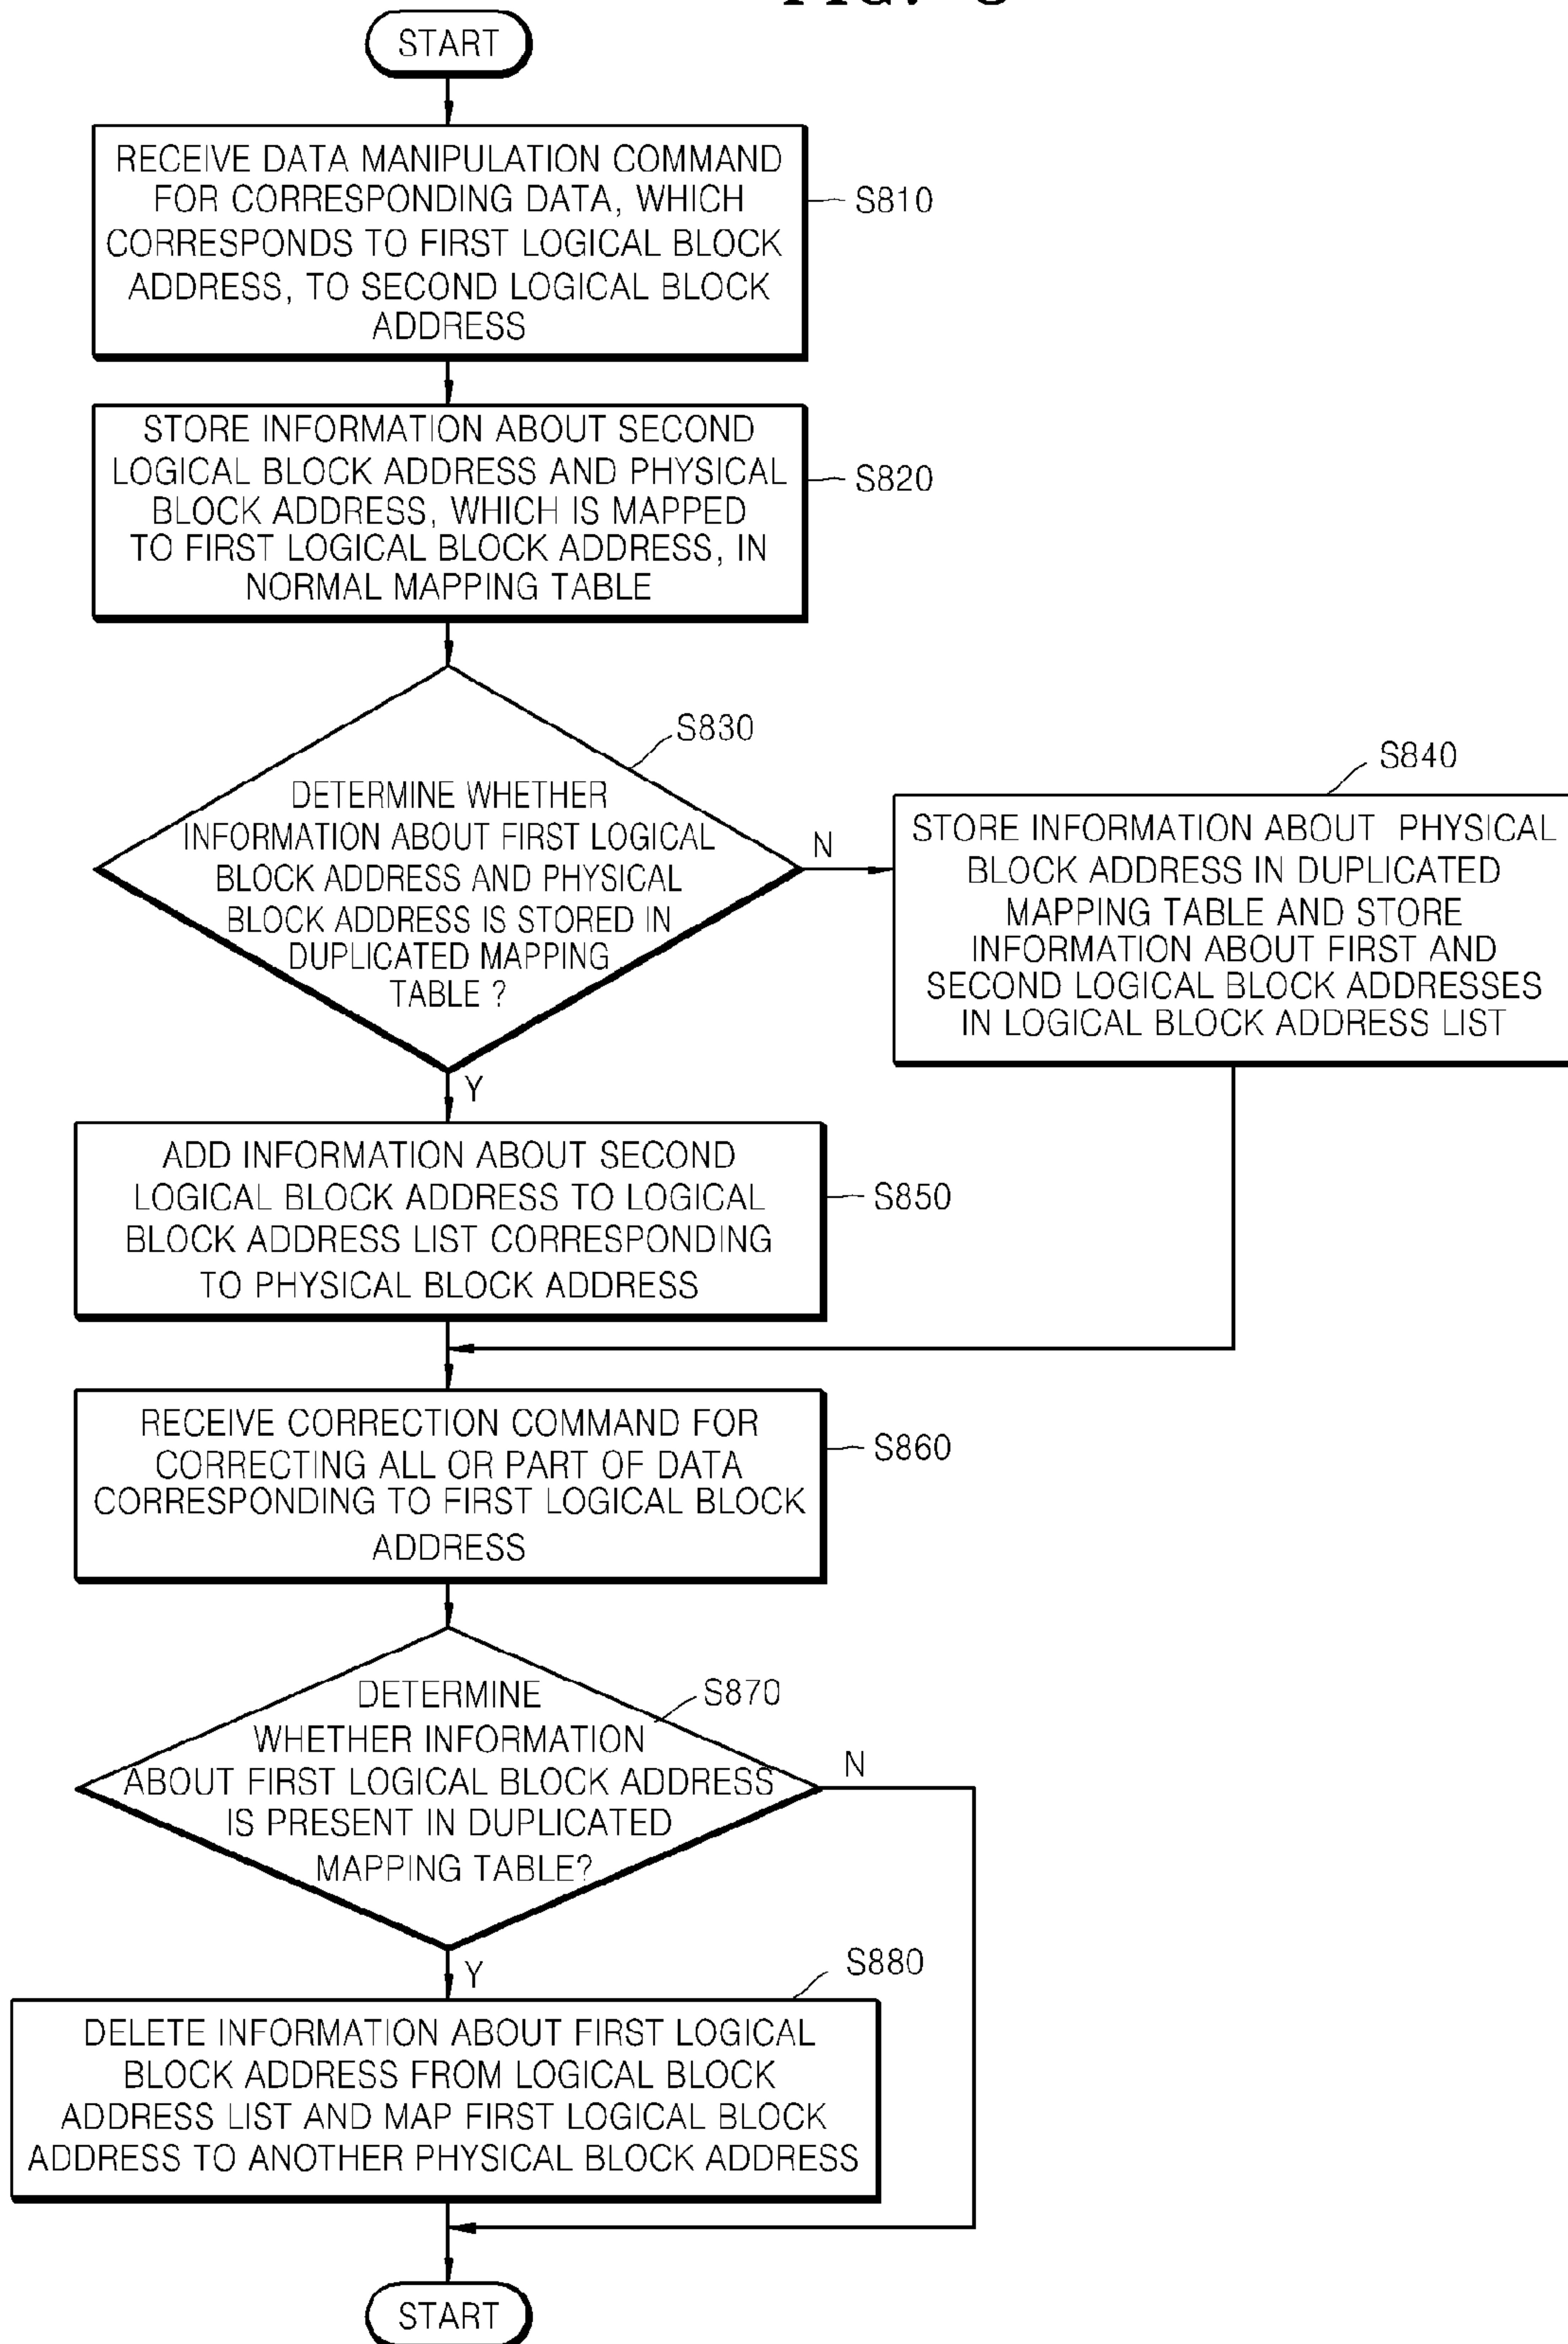 START
RECEIVE DATA MANIPULATION COMMAND
FOR CORRESPONDING DATA, WHICH
CORRESPONDS TO FIRST LOGICAL BLOCK
ADDRESS, TO SECOND LOGICAL BLOCK
ADDRESS
S810
STORE INFORMATION ABOUT SECOND
LOGICAL BLOCK ADDRESS AND PHYSICAL
BLOCK ADDRESS, WHICH IS MAPPED
TO FIRST LOGICAL BLOCK ADDRESS, IN
NORMAL MAPPING TABLE
S820
S830
DETERMINE WHETHER
INFORMATION ABOUT FIRST LOGICAL
BLOCK ADDRESS AND PHYSICAL
BLOCK ADDRESS IS STORED IN
DUPLICATED MAPPING
TABLE ?
N
S840
STORE INFORMATION ABOUT PHYSICAL
BLOCK ADDRESS IN DUPLICATED
MAPPING TABLE AND STORE
INFORMATION ABOUT FIRST AND
SECOND LOGICAL BLOCK ADDRESSES
IN LOGICAL BLOCK ADDRESS LIST
Y
ADD INFORMATION ABOUT SECOND
LOGICAL BLOCK ADDRESS TO LOGICAL
BLOCK ADDRESS LIST CORRESPONDING
TO PHYSICAL BLOCK ADDRESS
S850
RECEIVE CORRECTION COMMAND FOR
CORRECTING ALL OR PART OF DATA
CORRESPONDING TO FIRST LOGICAL BLOCK
ADDRESS
S860
S870
DETERMINE
WHETHER INFORMATION
ABOUT FIRST LOGICAL BLOCK ADDRESS
IS PRESENT IN DUPLICATED
MAPPING TABLE?
N
Y
S880
DELETE INFORMATION ABOUT FIRST LOGICAL
BLOCK ADDRESS FROM LOGICAL BLOCK
ADDRESS LIST AND MAP FIRST LOGICAL BLOCK
ADDRESS TO ANOTHER PHYSICAL BLOCK ADDRESS
START